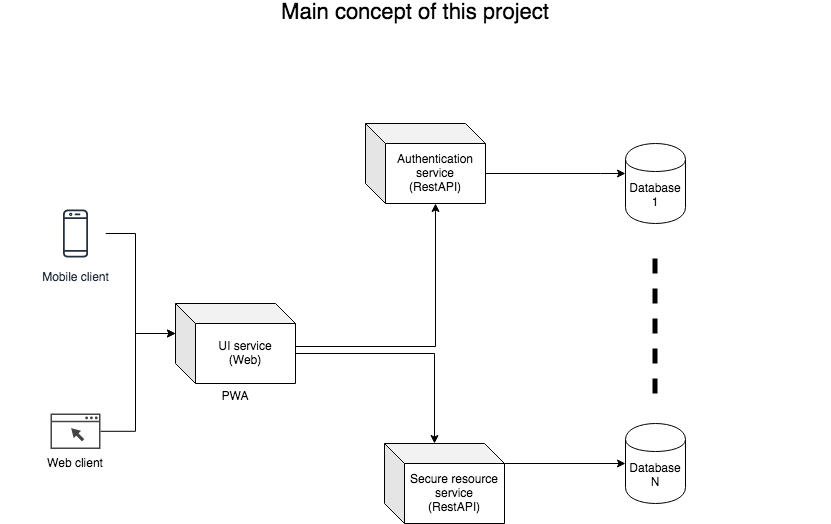 Main concept of this project
Authentication
service
(RestAPI)
Database
1
Mobile client
UI service
(Web)
PWA
Web client
Secure resource
service
(RestAPI)
Database
N